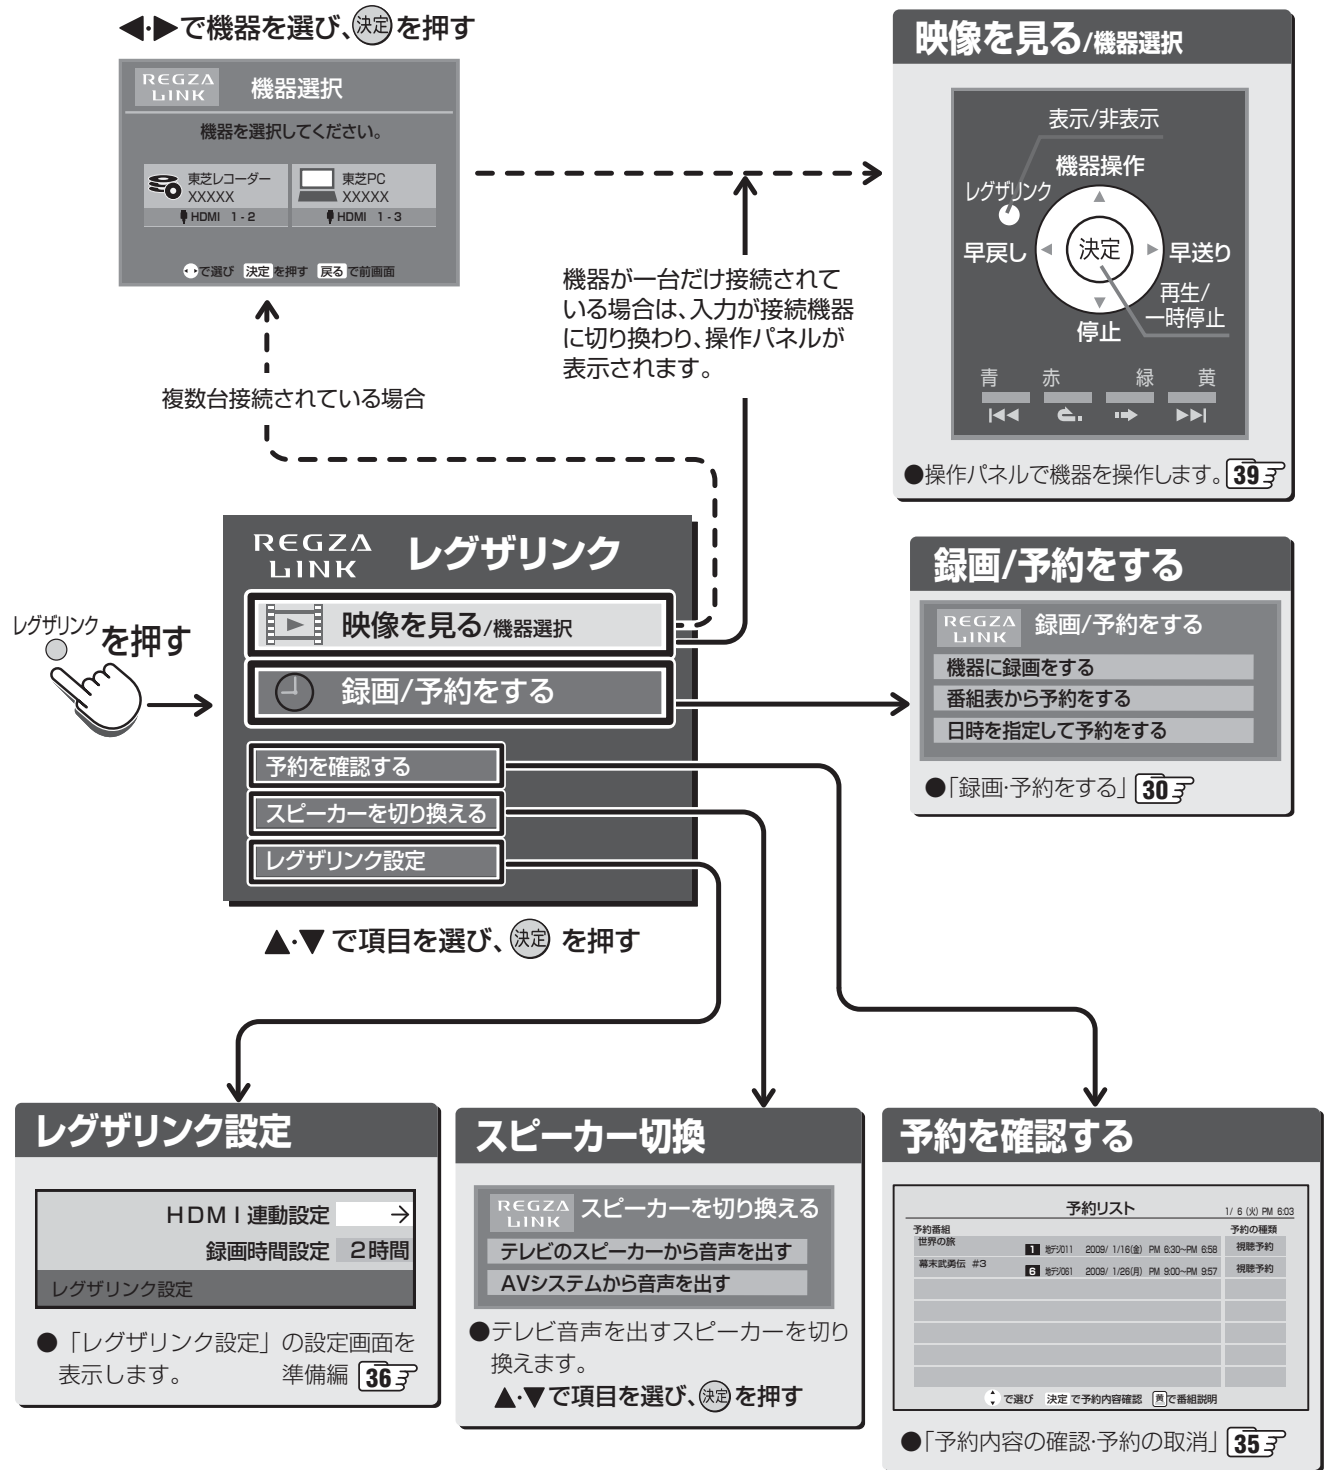 ◀・▶で機器を選び、決定を押す
REGZA LINK 機器選択
機器を選択してください。
東芝レコーダー
XXXXX
HDMI 1-2
東芝PC
XXXXX
HDMI 1-3
で選び 決定 を押す 戻る で前画面
複数台接続されている場合
機器が一台だけ接続されて
いる場合は、入力が接続機器
に切り換わり、操作パネルが
表示されます。
映像を見る/機器選択
表示/非表示
機器操作
レグザリンク
早戻し
決定
早送り
再生/
一時停止
停止
青 赤 緑 黄
●操作パネルで機器を操作します。 39
レグザリンク
を押す
REGZA LINK レグザリンク
映像を見る/機器選択
録画/予約をする
予約を確認する
スピーカーを切り換える
レグザリンク設定
▲・▼ で項目を選び、決定 を押す
録画/予約をする
REGZA LINK 録画/予約をする
機器に録画をする
番組表から予約をする
日時を指定して予約をする
●「録画・予約をする」 30
レグザリンク設定
HDMI連動設定 →
録画時間設定 2時間
レグザリンク設定
●「レグザリンク設定」の設定画面を
表示します。 準備編 36
スピーカー切換
REGZA LINK スピーカーを切り換える
テレビのスピーカーから音声を出す
AVシステムから音声を出す
●テレビ音声を出すスピーカーを切り
換えます。
▲・▼で項目を選び、決定を押す
予約を確認する
予約リスト 1/ 6 (火) PM 6:03
予約番組 予約の種類
世界の旅
1 地デジ011 2009/ 1/16(金) PM 6:30~PM 6:58 視聴予約
幕末武勇伝 #3
6 地デジ061 2009/ 1/26(月) PM 9:00~PM 9:57 視聴予約
で選び 決定 で予約内容確認 黄 で番組説明
●「予約内容の確認・予約の取消」 35